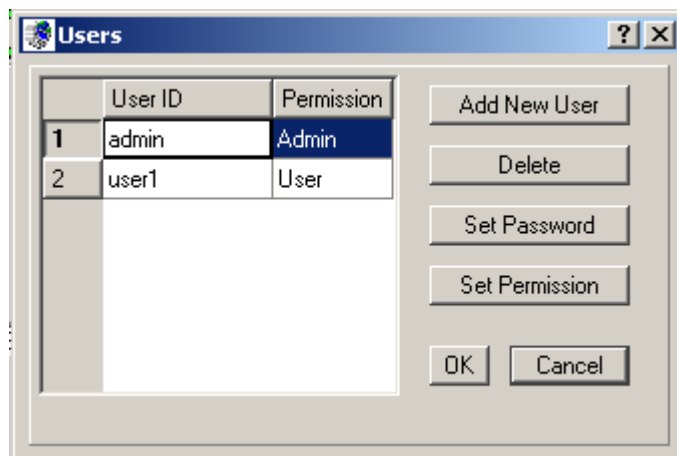 Users
User ID Permission
1 admin Admin
2 user1 User
Add New User
Delete
Set Password
Set Permission
OK Cancel